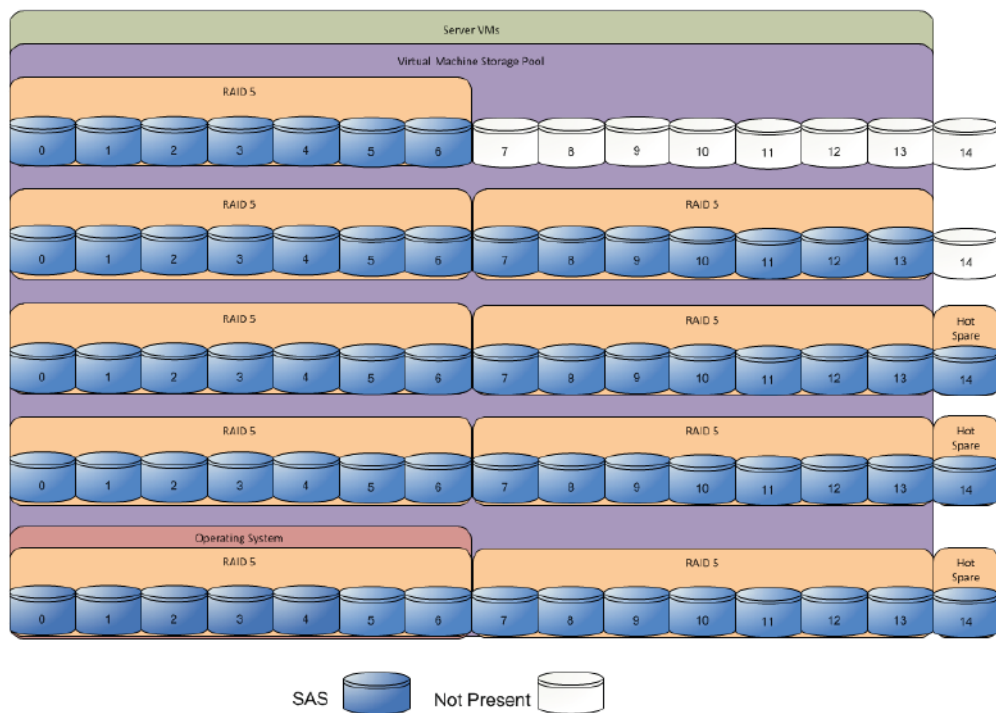 Server VMs
Virtual Machine Storage Pool
RAID 5
0 1 2 3 4 5 6 7 8 9 10 11 12 13 14
RAID 5 RAID 5
0 1 2 3 4 5 6 7 8 9 10 11 12 13 14
RAID 5 RAID 5 Hot
Spare
0 1 2 3 4 5 6 7 8 9 10 11 12 13 14
RAID 5 RAID 5 Hot
Spare
0 1 2 3 4 5 6 7 8 9 10 11 12 13 14
Operating System
RAID 5 RAID 5 Hot
Spare
0 1 2 3 4 5 6 7 8 9 10 11 12 13 14
SAS Not Present